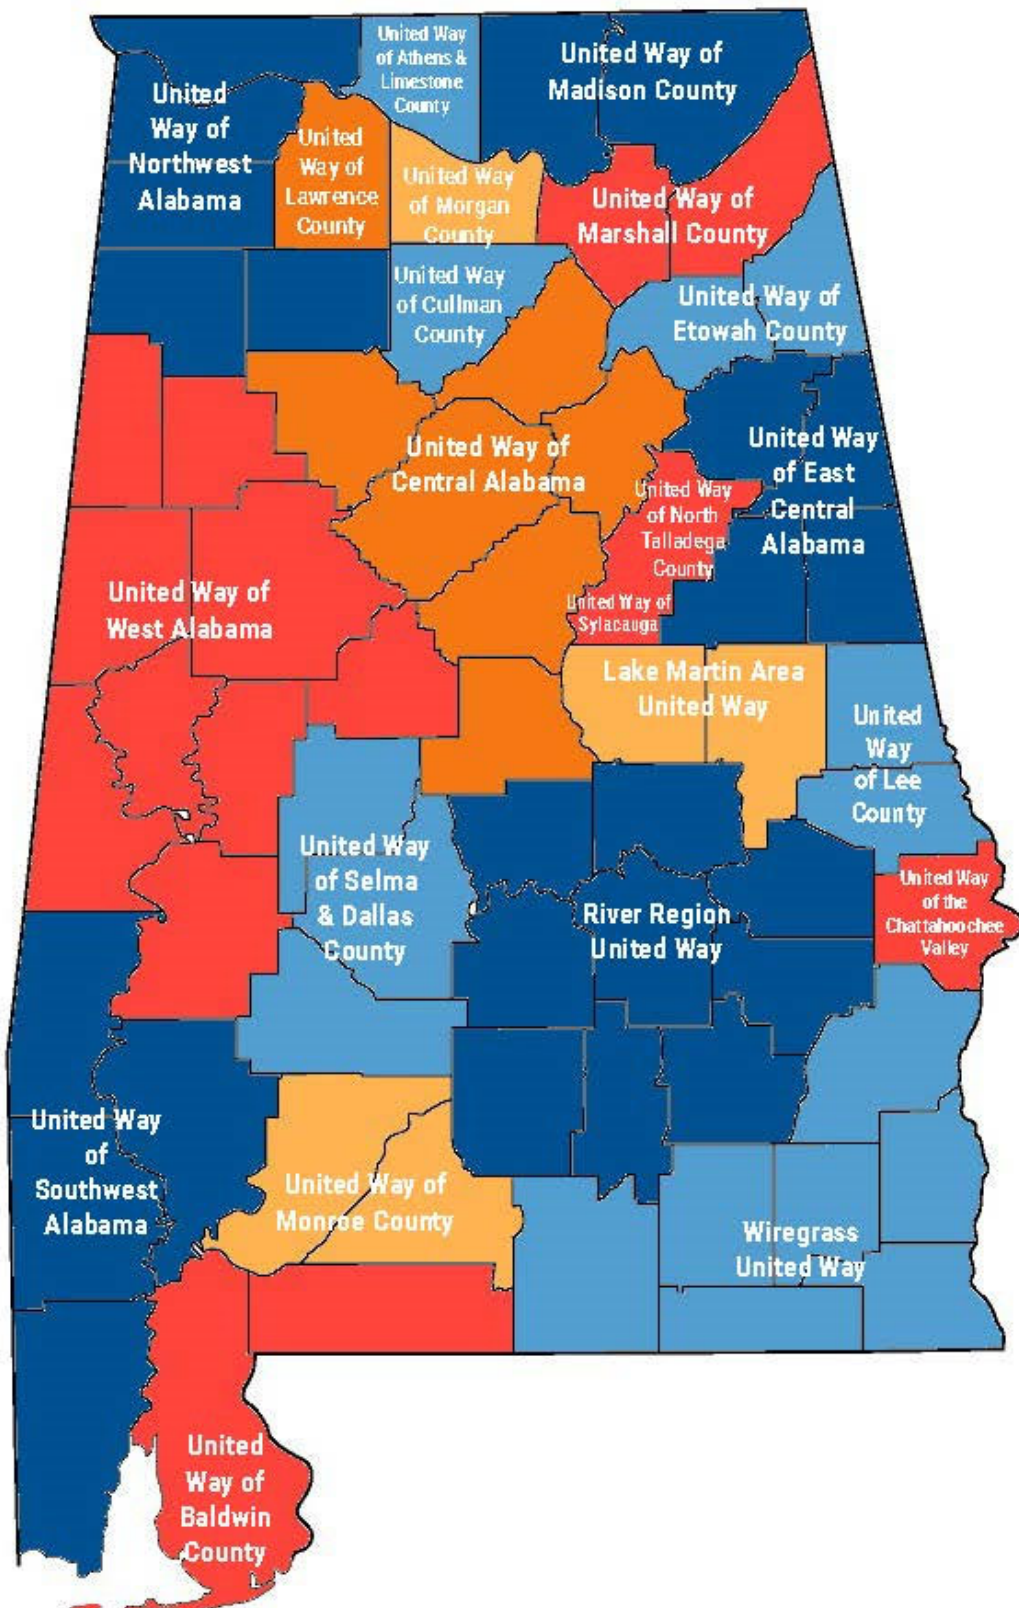 United Way
of Athens &
Limestone
County
United Way of
Madison County
United
Way of
Northwest
Alabama
United
Way of
Lawrence
County
United Way
of Morgan
County
United Way of
Marshall County
United Way
of Cullman
County
United Way of
Etowah County
United Way of
Central Alabama
United Way
of East
Central
Alabama
United Way
of North
Talladega
County
United Way of
Sylacauga
United Way of
West Alabama
Lake Martin Area
United Way
United
Way
of Lee
County
United Way
of Selma
& Dallas
County
River Region
United Way
United Way
of the
Chattahoochee
Valley
United Way
of
Southwest
Alabama
United Way of
Monroe County
Wiregrass
United Way
United
Way of
Baldwin
County